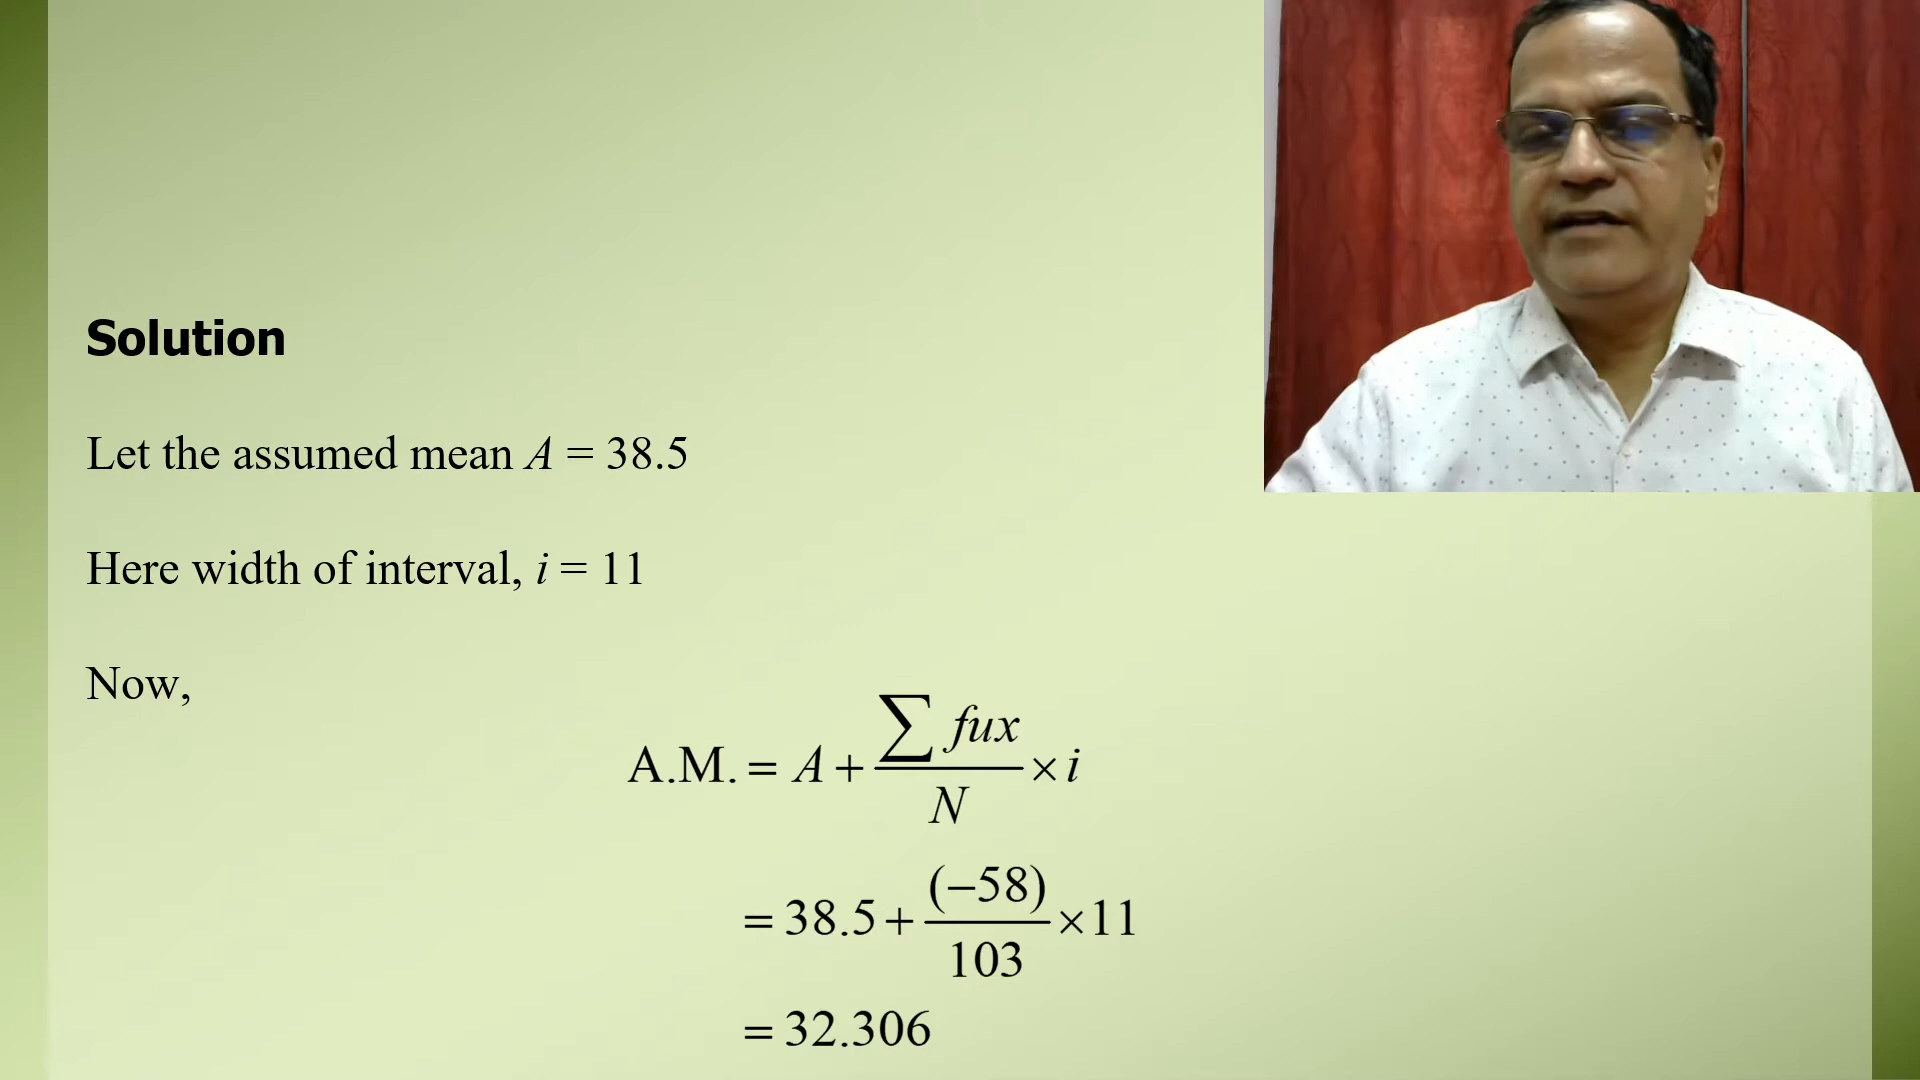 Solution
Let the assumed mean A = 38.5
Here width of interval, i = 11
Now,
A.M. = A + ∑ fux / N × i
= 38.5 + (−58) / 103 × 11
= 32.306